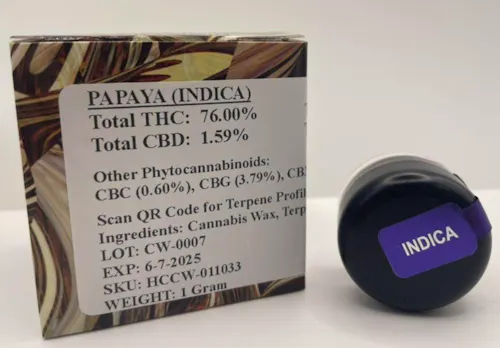 PAPAYA (INDICA)
Total THC: 76.00%
Total CBD: 1.59%
Other Phytocannabinoids:
CBC (0.60%), CBG (3.79%),
Scan QR Code for Terpene
Ingredients: Cannabis Wax,
LOT: CW-0007
EXP: 6-7-2025
SKU: HCCW-011033
WEIGHT: 1 Gram
INDICA